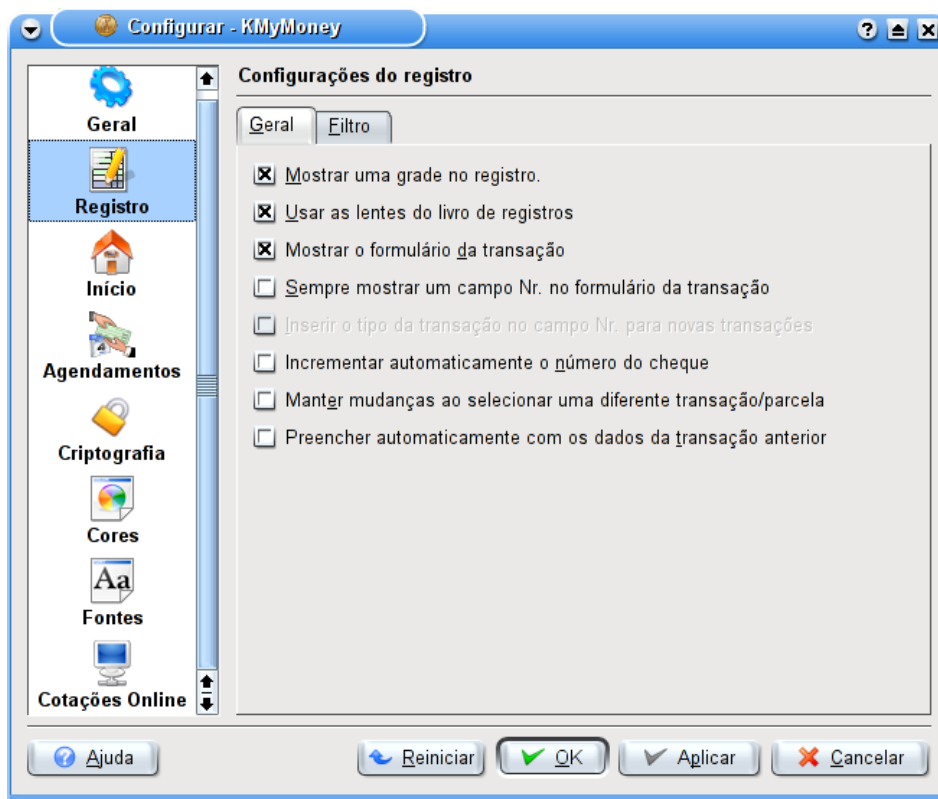 Configurar - KMyMoney
Geral
Registro
Início
Agendamentos
Criptografia
Cores
Aa
Fontes
Cotações Online
Configurações do registro
Geral Filtro
Mostrar uma grade no registro.
Usar as lentes do livro de registros
Mostrar o formulário da transação
Sempre mostrar um campo Nr. no formulário da transação
Inserir o tipo da transação no campo Nr. para novas transações
Incrementar automaticamente o número do cheque
Manter mudanças ao selecionar uma diferente transação/parcela
Preencher automaticamente com os dados da transação anterior
Ajuda Reiniciar OK Aplicar Cancelar